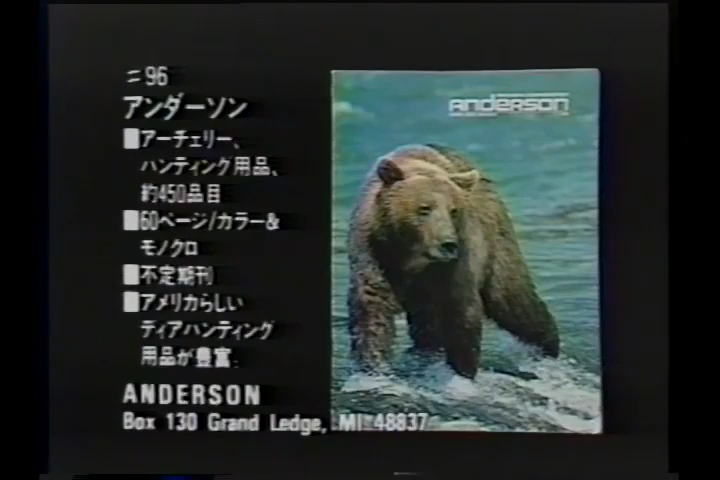 ♯96
アンダーソン
■アーチェリー、
ハンティング用品、
約450品目
■60ページ/カラー&
モノクロ
■不定期刊
■アメリカらしい
ディアハンティング
用品が豊富.
ANDERSON
Box 130 Grand Ledge, MI 48837
anderson